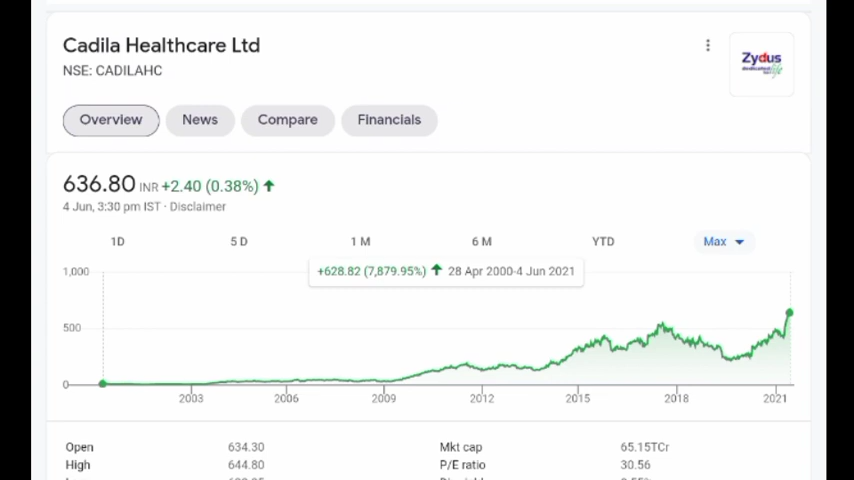 Cadila Healthcare Ltd
NSE: CADILAHC
Zydus
Overview News Compare Financials
636.80 INR +2.40 (0.38%)
4 Jun, 3:30 pm IST · Disclaimer
1D 5 D 1 M 6 M YTD Max
+628.82 (7,879.95%) 28 Apr 2000-4 Jun 2021
1,000
500
0
2003 2006 2009 2012 2015 2018 2021
Open 634.30 Mkt cap 65.15TCr
High 644.80 P/E ratio 30.56